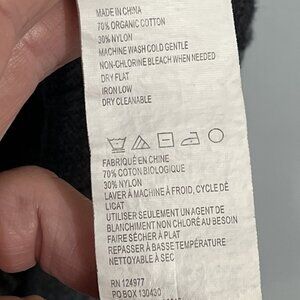 MADE IN CHINA
70% ORGANIC COTTON
30% NYLON
MACHINE WASH COLD GENTLE
NON-CHLORINE BLEACH WHEN NEEDED
DRY FLAT
IRON LOW
DRY CLEANABLE
FABRIQUÉ EN CHINE
70% COTON BIOLOGIQUE
30% NYLON
LAVER À MACHINE À FROID, CYCLE DÉ
LICAT
UTILISER SEULEMENT UN AGENT DE
BLANCHIMENT NON CHLORÉ AU BESOIN
FAIRE SÉCHER À PLAT
REPASSER À BASSE TEMPÉRATURE
NETTOYABLE À SEC
RN 124977
PO BOX 130430